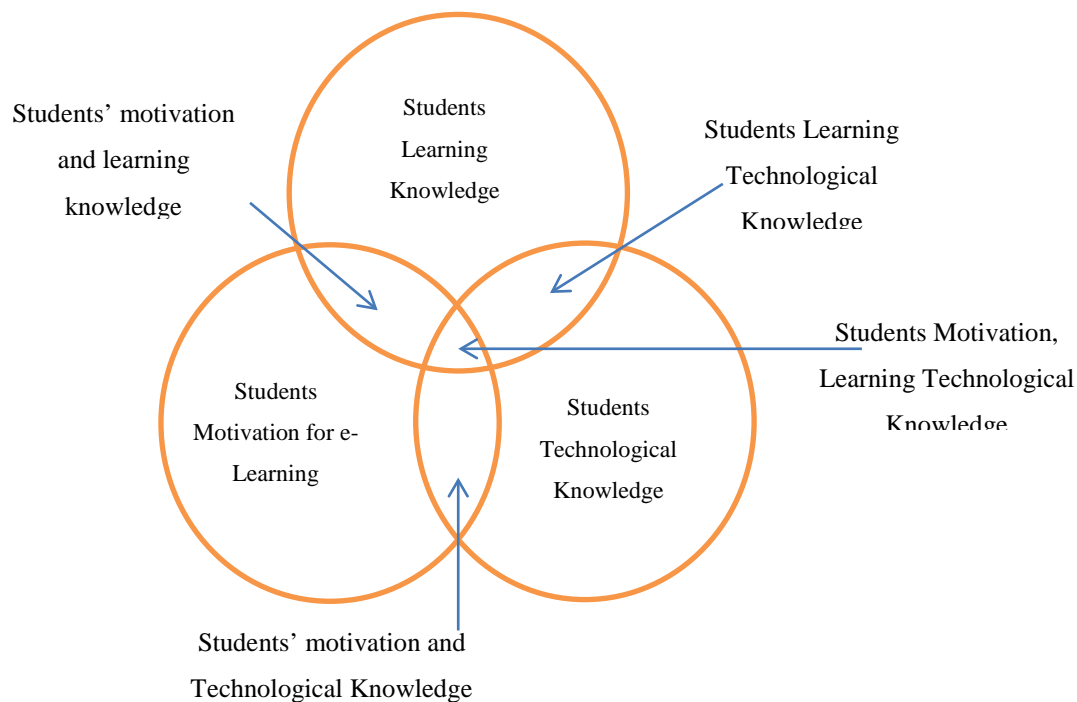 Students’ motivation
and learning
knowledge
Students
Learning
Knowledge
Students Learning
Technological
Knowledge
Students Motivation,
Learning Technological
Knowledge
Students
Motivation for e-
Learning
Students
Technological
Knowledge
Students’ motivation and
Technological Knowledge